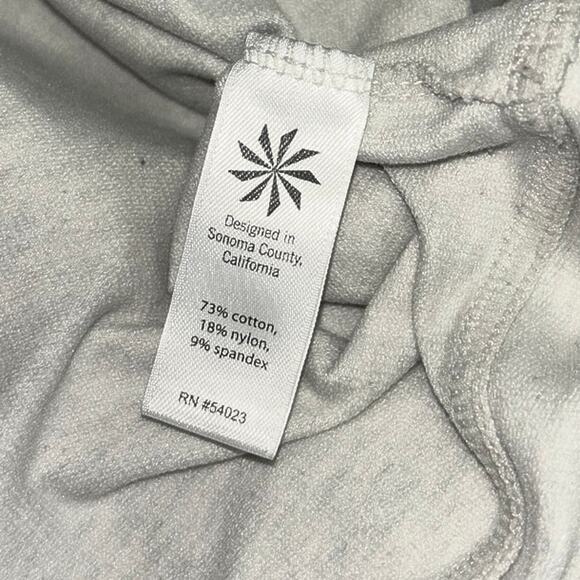 Designed in
Sonoma County,
California
73% cotton,
18% nylon,
9% spandex
RN #54023